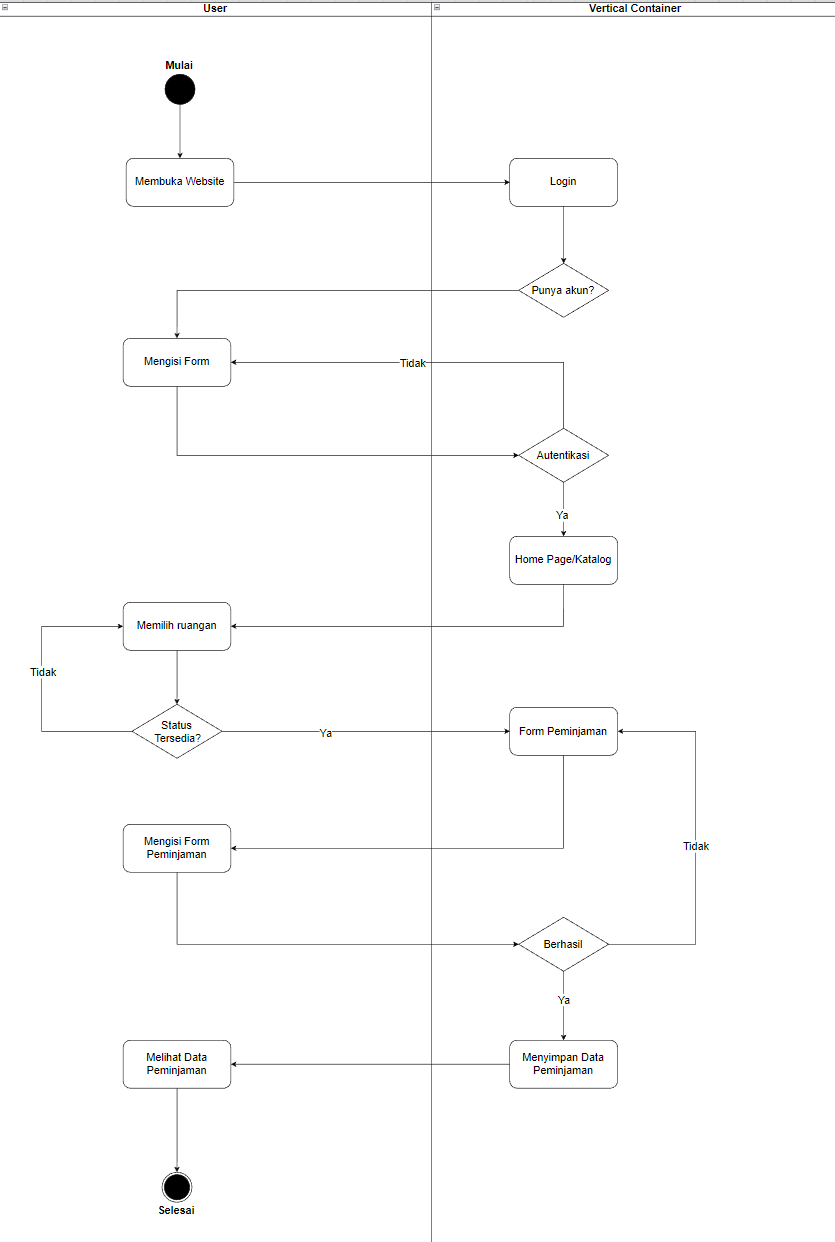 User
Vertical Container
Mulai
Membuka Website
Login
Punya akun?
Mengisi Form
Tidak
Autentikasi
Ya
Home Page/Katalog
Memilih ruangan
Tidak
Status
Tersedia?
Ya
Form Peminjaman
Mengisi Form
Peminjaman
Tidak
Berhasil
Ya
Melihat Data
Peminjaman
Menyimpan Data
Peminjaman
Selesai